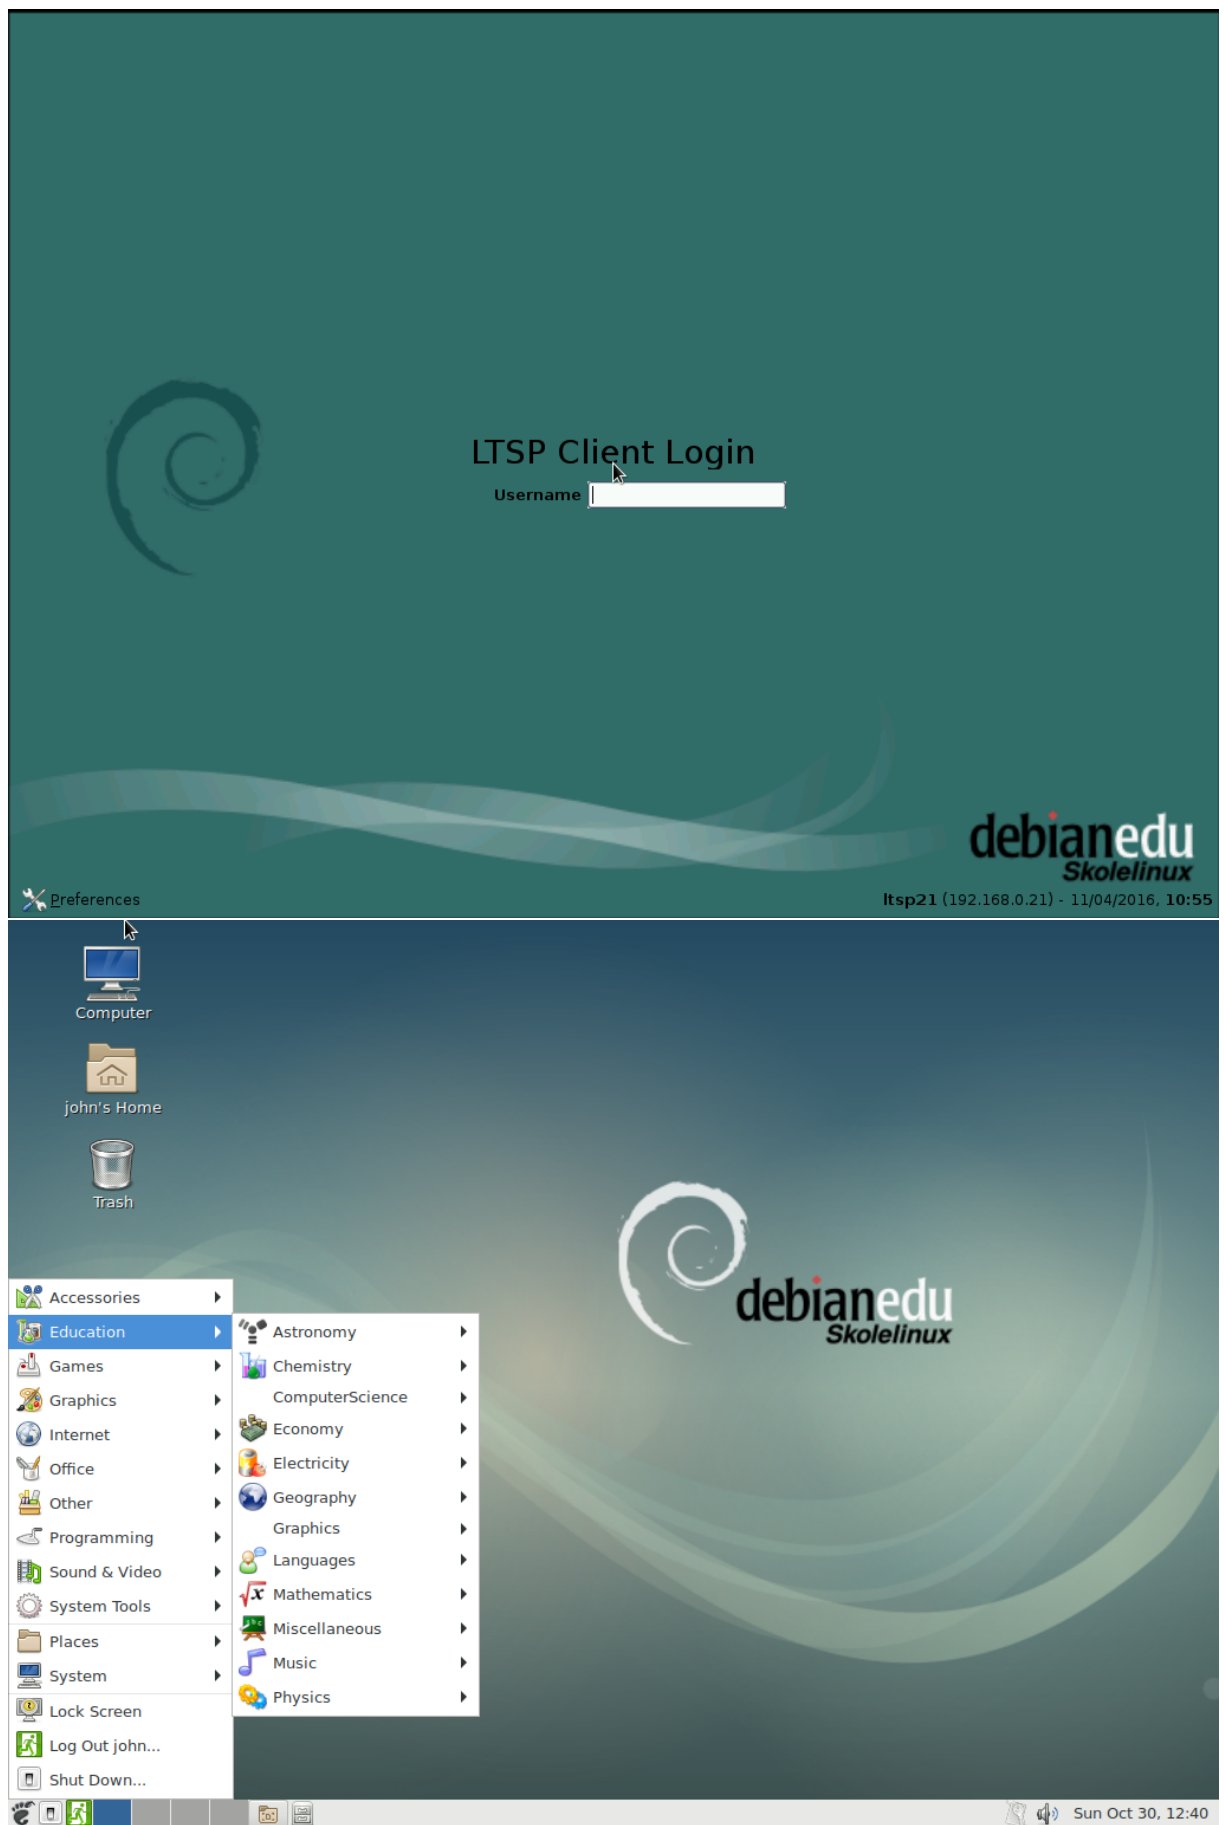 LTSP Client Login
Username
debianedu
Skolelinux
Preferences
ltsp21 (192.168.0.21) - 11/04/2016, 10:55
Computer
john's Home
Trash
debianedu
Skolelinux
Accessories
Education
Games
Graphics
Internet
Office
Other
Programming
Sound & Video
System Tools
Places
System
Lock Screen
Log Out john...
Shut Down...
Astronomy
Chemistry
ComputerScience
Economy
Electricity
Geography
Graphics
Languages
Mathematics
Miscellaneous
Music
Physics
Sun Oct 30, 12:40